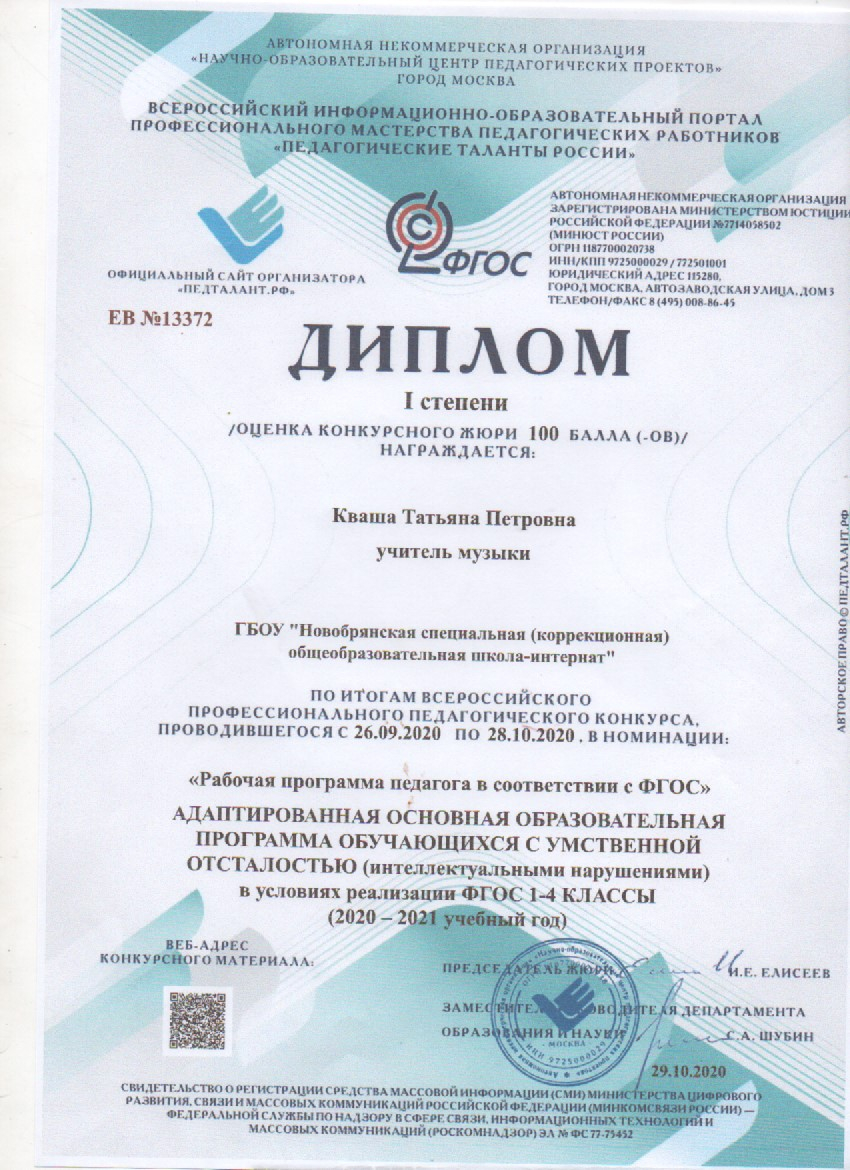 АВТОНОМНАЯ НЕКОММЕРЧЕСКАЯ ОРГАНИЗАЦИЯ
«НАУЧНО-ОБРАЗОВАТЕЛЬНЫЙ ЦЕНТР ПЕДАГОГИЧЕСКИХ ПРОЕКТОВ»
ГОРОД МОСКВА
ВСЕРОССИЙСКИЙ ИНФОРМАЦИОННО-ОБРАЗОВАТЕЛЬНЫЙ ПОРТАЛ
ПРОФЕССИОНАЛЬНОГО МАСТЕРСТВА ПЕДАГОГИЧЕСКИХ РАБОТНИКОВ
«ПЕДАГОГИЧЕСКИЕ ТАЛАНТЫ РОССИИ»
ОФИЦИАЛЬНЫЙ САЙТ ОРГАНИЗАТОРА
«ПЕДТАЛАНТ.РФ»
ФГОС
АВТОНОМНАЯ НЕКОММЕРЧЕСКАЯ ОРГАНИЗАЦИЯ
ЗАРЕГИСТРИРОВАНА МИНИСТЕРСТВОМ ЮСТИЦИИ
РОССИЙСКОЙ ФЕДЕРАЦИИ №7714058502
(МИНЮСТ РОССИИ)
ОГРН 1187700020738
ИНН/КПП 9725000029 / 772501001
ЮРИДИЧЕСКИЙ АДРЕС 115280,
ГОРОД МОСКВА, АВТОЗАВОДСКАЯ УЛИЦА, ДОМ 3
ТЕЛЕФОН/ФАКС 8 (495) 008-86-45
ЕВ №13372
ДИПЛОМ
I степени
/ОЦЕНКА КОНКУРСНОГО ЖЮРИ 100 БАЛЛА (-ОВ)/
НАГРАЖДАЕТСЯ:
Кваша Татьяна Петровна
учитель музыки
ГБОУ "Новобрянская специальная (коррекционная)
общеобразовательная школа-интернат"
ПО ИТОГАМ ВСЕРОССИЙСКОГО
ПРОФЕССИОНАЛЬНОГО ПЕДАГОГИЧЕСКОГО КОНКУРСА,
ПРОВОДИВШЕГОСЯ С 26.09.2020 ПО 28.10.2020 , В НОМИНАЦИИ:
«Рабочая программа педагога в соответствии с ФГОС»
АДАПТИРОВАННАЯ ОСНОВНАЯ ОБРАЗОВАТЕЛЬНАЯ
ПРОГРАММА ОБУЧАЮЩИХСЯ С УМСТВЕННОЙ
ОТСТАЛОСТЬЮ (интеллектуальными нарушениями)
в условиях реализации ФГОС 1-4 КЛАССЫ
(2020 – 2021 учебный год)
ВЕБ-АДРЕС
КОНКУРСНОГО МАТЕРИАЛА:
ПРЕДСЕДАТЕЛЬ ЖЮРИ И.Е. ЕЛИСЕЕВ
ЗАМЕСТИТЕЛЬ РУКОВОДИТЕЛЯ ДЕПАРТАМЕНТА
ОБРАЗОВАНИЯ И НАУКИ С.А. ШУБИН
- МОСКВА -
ИНН 9725000029
29.10.2020
СВИДЕТЕЛЬСТВО О РЕГИСТРАЦИИ СРЕДСТВА МАССОВОЙ ИНФОРМАЦИИ (СМИ) МИНИСТЕРСТВА ЦИФРОВОГО
РАЗВИТИЯ, СВЯЗИ И МАССОВЫХ КОММУНИКАЦИЙ РОССИЙСКОЙ ФЕДЕРАЦИИ (МИНКОМСВЯЗИ РОССИИ) —
ФЕДЕРАЛЬНОЙ СЛУЖБЫ ПО НАДЗОРУ В СФЕРЕ СВЯЗИ, ИНФОРМАЦИОННЫХ ТЕХНОЛОГИЙ И
МАССОВЫХ КОММУНИКАЦИЙ (РОСКОМНАДЗОР) ЭЛ № ФС 77-75452
АВТОРСКОЕ ПРАВО © ПЕДТАЛАНТ.РФ